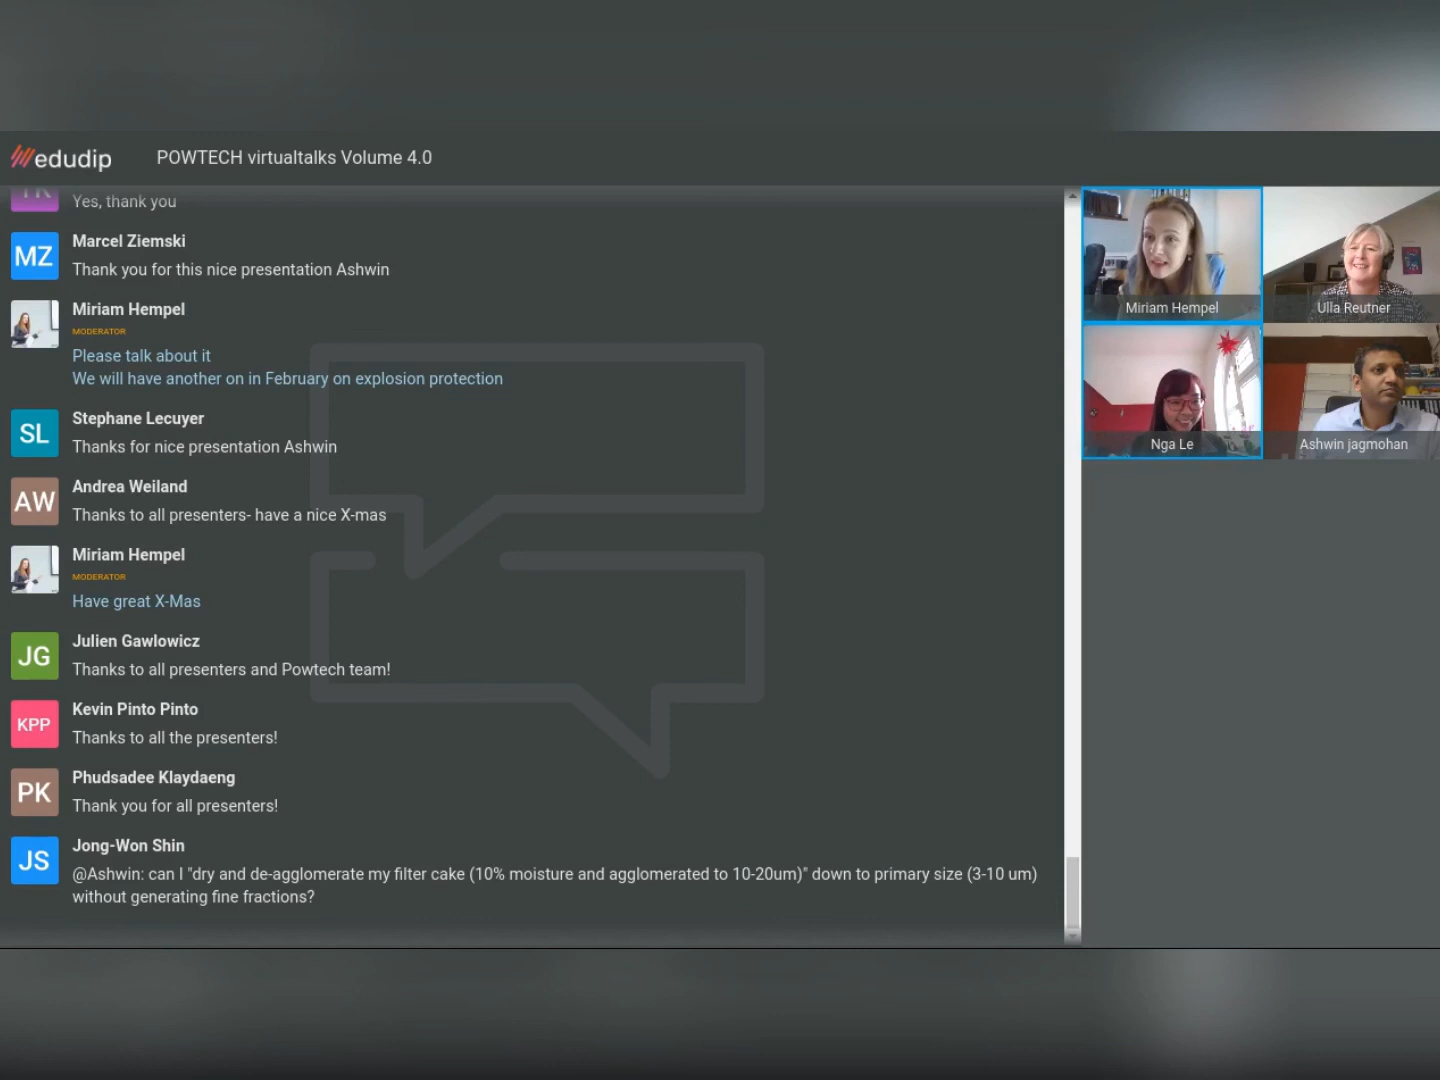 edudip
POWTECH virtualtalks Volume 4.0
TK
Yes, thank you
MZ
Marcel Ziemski
Thank you for this nice presentation Ashwin
Miriam Hempel
MODERATOR
Please talk about it
We will have another on in February on explosion protection
SL
Stephane Lecuyer
Thanks for nice presentation Ashwin
AW
Andrea Weiland
Thanks to all presenters- have a nice X-mas
Miriam Hempel
MODERATOR
Have great X-Mas
JG
Julien Gawlowicz
Thanks to all presenters and Powtech team!
KPP
Kevin Pinto Pinto
Thanks to all the presenters!
PK
Phudsadee Klaydaeng
Thank you for all presenters!
JS
Jong-Won Shin
@Ashwin: can I "dry and de-agglomerate my filter cake (10% moisture and agglomerated to 10-20um)" down to primary size (3-10 um)
without generating fine fractions?
Miriam Hempel
Ulla Reutner
Nga Le
Ashwin jagmohan